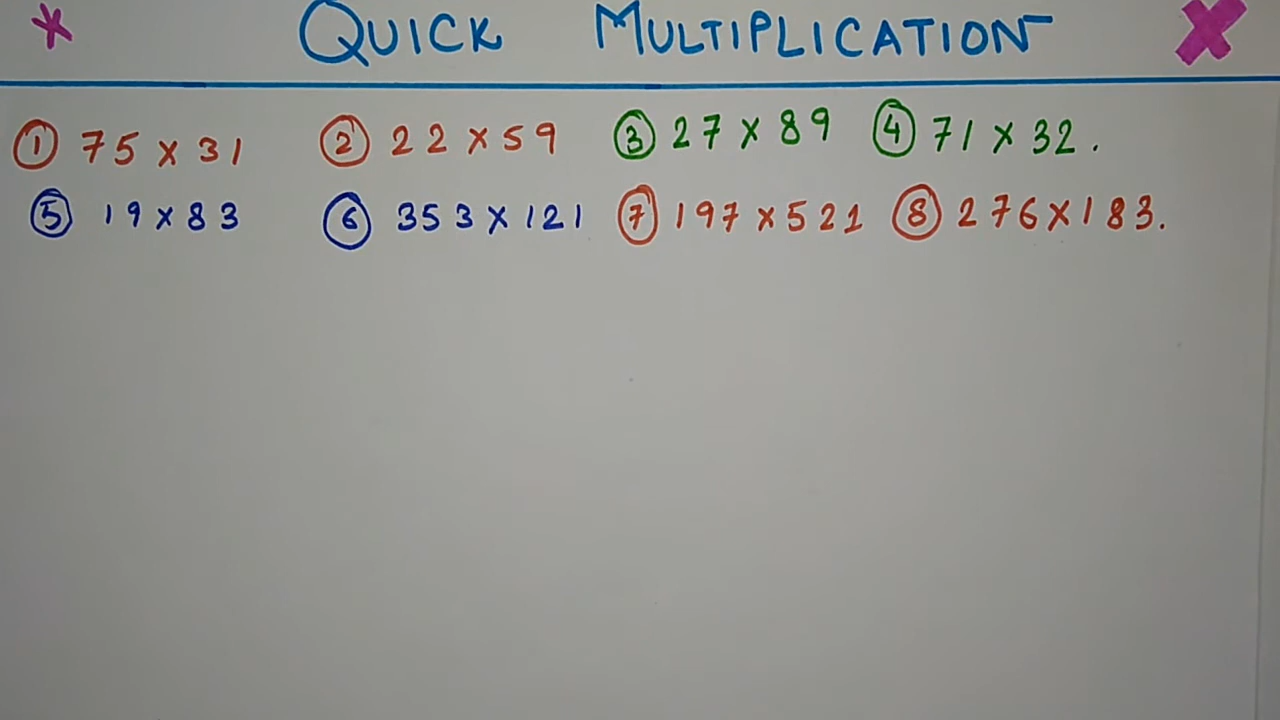 * QUICK MULTIPLICATION ×
① 75 × 31 ② 22 × 59 ③ 27 × 89 ④ 71 × 32.
⑤ 19 × 83 ⑥ 353 × 121 ⑦ 197 × 521 ⑧ 276 × 183.